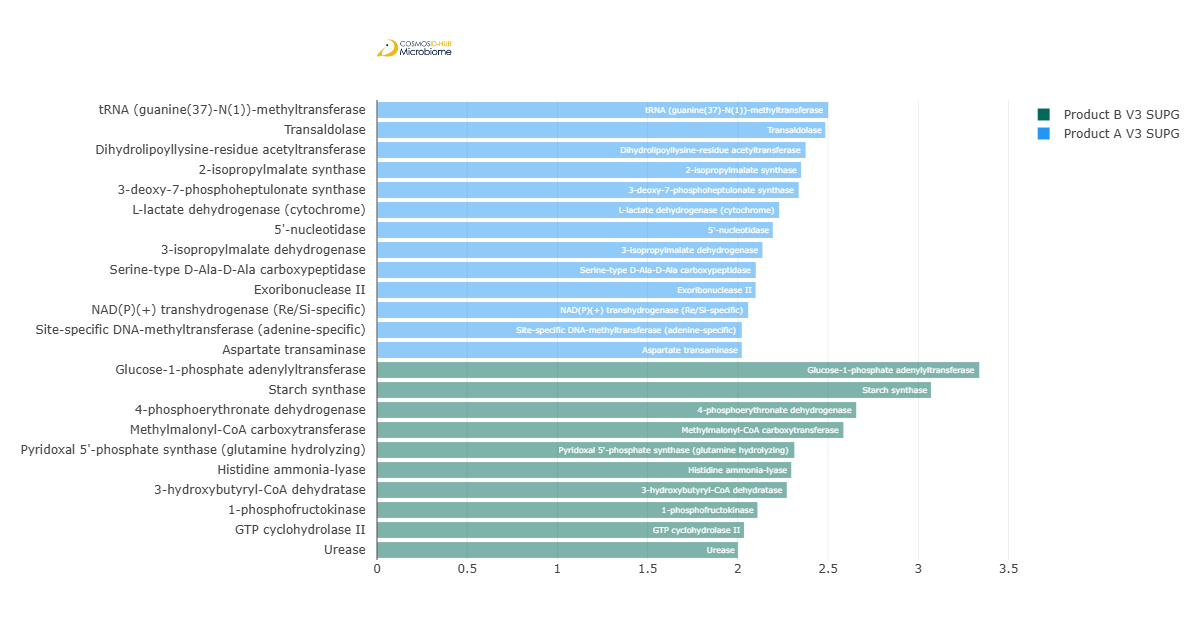 COSMOSID-HUB
Microbiome
tRNA (guanine(37)-N(1))-methyltransferase tRNA (guanine(37)-N(1))-methyltransferase
Transaldolase Transaldolase
Dihydrolipoyllysine-residue acetyltransferase Dihydrolipoyllysine-residue acetyltransferase
2-isopropylmalate synthase 2-isopropylmalate synthase
3-deoxy-7-phosphoheptulonate synthase 3-deoxy-7-phosphoheptulonate synthase
L-lactate dehydrogenase (cytochrome) L-lactate dehydrogenase (cytochrome)
5'-nucleotidase 5'-nucleotidase
3-isopropylmalate dehydrogenase 3-isopropylmalate dehydrogenase
Serine-type D-Ala-D-Ala carboxypeptidase Serine-type D-Ala-D-Ala carboxypeptidase
Exoribonuclease II Exoribonuclease II
NAD(P)(+) transhydrogenase (Re/Si-specific) NAD(P)(+) transhydrogenase (Re/Si-specific)
Site-specific DNA-methyltransferase (adenine-specific) Site-specific DNA-methyltransferase (adenine-specific)
Aspartate transaminase Aspartate transaminase
Glucose-1-phosphate adenylyltransferase Glucose-1-phosphate adenylyltransferase
Starch synthase Starch synthase
4-phosphoerythronate dehydrogenase 4-phosphoerythronate dehydrogenase
Methylmalonyl-CoA carboxytransferase Methylmalonyl-CoA carboxytransferase
Pyridoxal 5'-phosphate synthase (glutamine hydrolyzing) Pyridoxal 5'-phosphate synthase (glutamine hydrolyzing)
Histidine ammonia-lyase Histidine ammonia-lyase
3-hydroxybutyryl-CoA dehydratase 3-hydroxybutyryl-CoA dehydratase
1-phosphofructokinase 1-phosphofructokinase
GTP cyclohydrolase II GTP cyclohydrolase II
Urease Urease
0 0.5 1 1.5 2 2.5 3 3.5
Product B V3 SUPG
Product A V3 SUPG